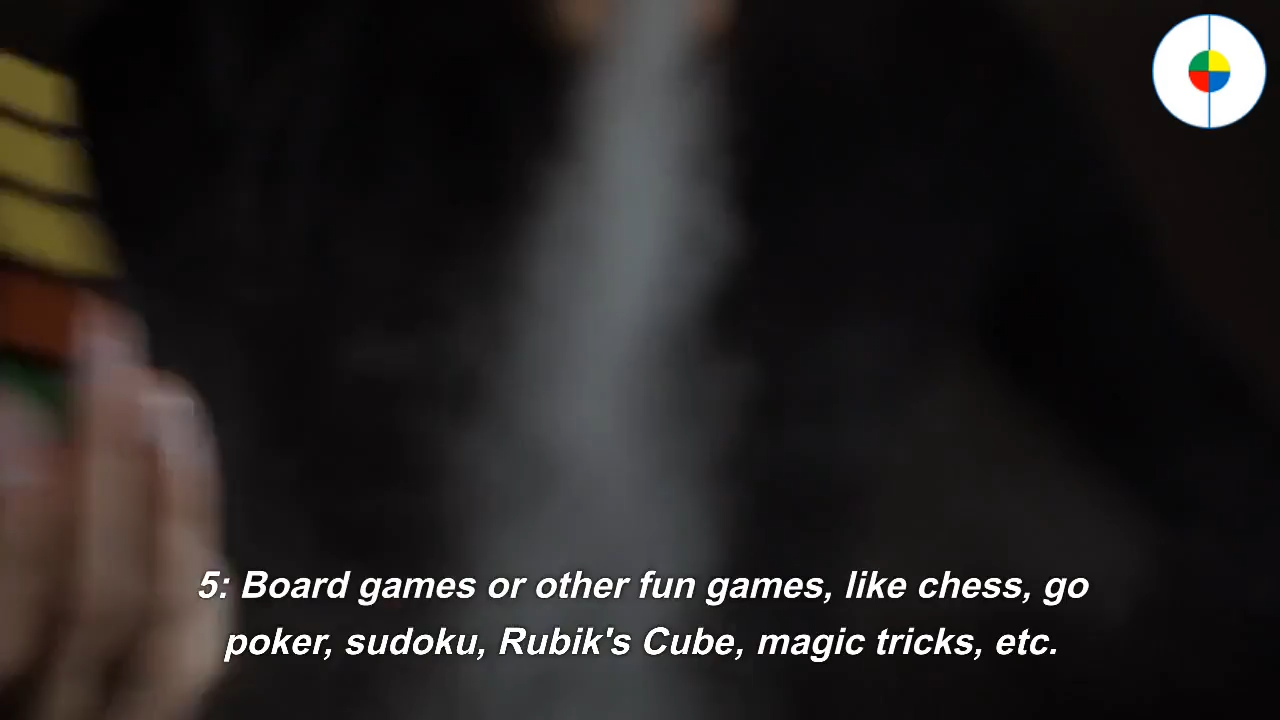 5: Board games or other fun games, like chess, go
poker, sudoku, Rubik's Cube, magic tricks, etc.